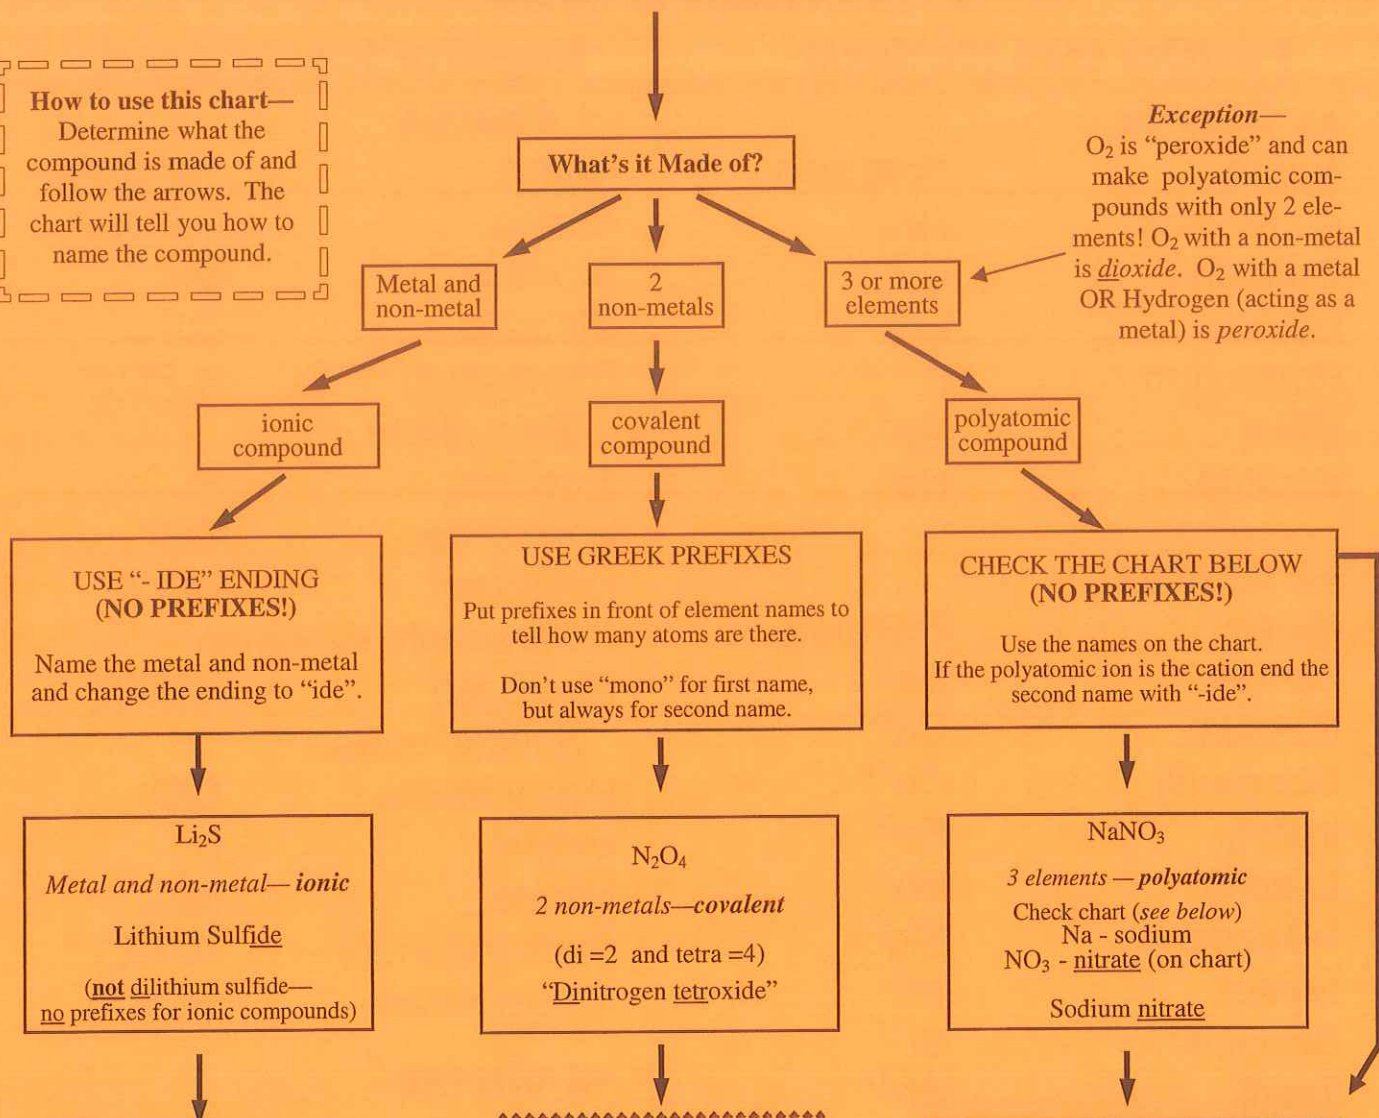 How to use this chart—
Determine what the
compound is made of and
follow the arrows. The
chart will tell you how to
name the compound.
What's it Made of?
Exception—
O₂ is “peroxide” and can
make polyatomic com-
pounds with only 2 ele-
ments! O₂ with a non-metal
is dioxide. O₂ with a metal
OR Hydrogen (acting as a
metal) is peroxide.
Metal and
non-metal
2
non-metals
3 or more
elements
ionic
compound
covalent
compound
polyatomic
compound
USE “- IDE” ENDING
(NO PREFIXES!)
Name the metal and non-metal
and change the ending to “ide”.
USE GREEK PREFIXES
Put prefixes in front of element names to
tell how many atoms are there.
Don't use “mono” for first name,
but always for second name.
CHECK THE CHART BELOW
(NO PREFIXES!)
Use the names on the chart.
If the polyatomic ion is the cation end the
second name with “-ide”.
Li₂S
Metal and non-metal— ionic
Lithium Sulfide
(not dilithium sulfide—
no prefixes for ionic compounds)
N₂O₄
2 non-metals—covalent
(di =2 and tetra =4)
“Dinitrogen tetroxide”
NaNO₃
3 elements — polyatomic
Check chart (see below)
Na - sodium
NO₃ - nitrate (on chart)
Sodium nitrate